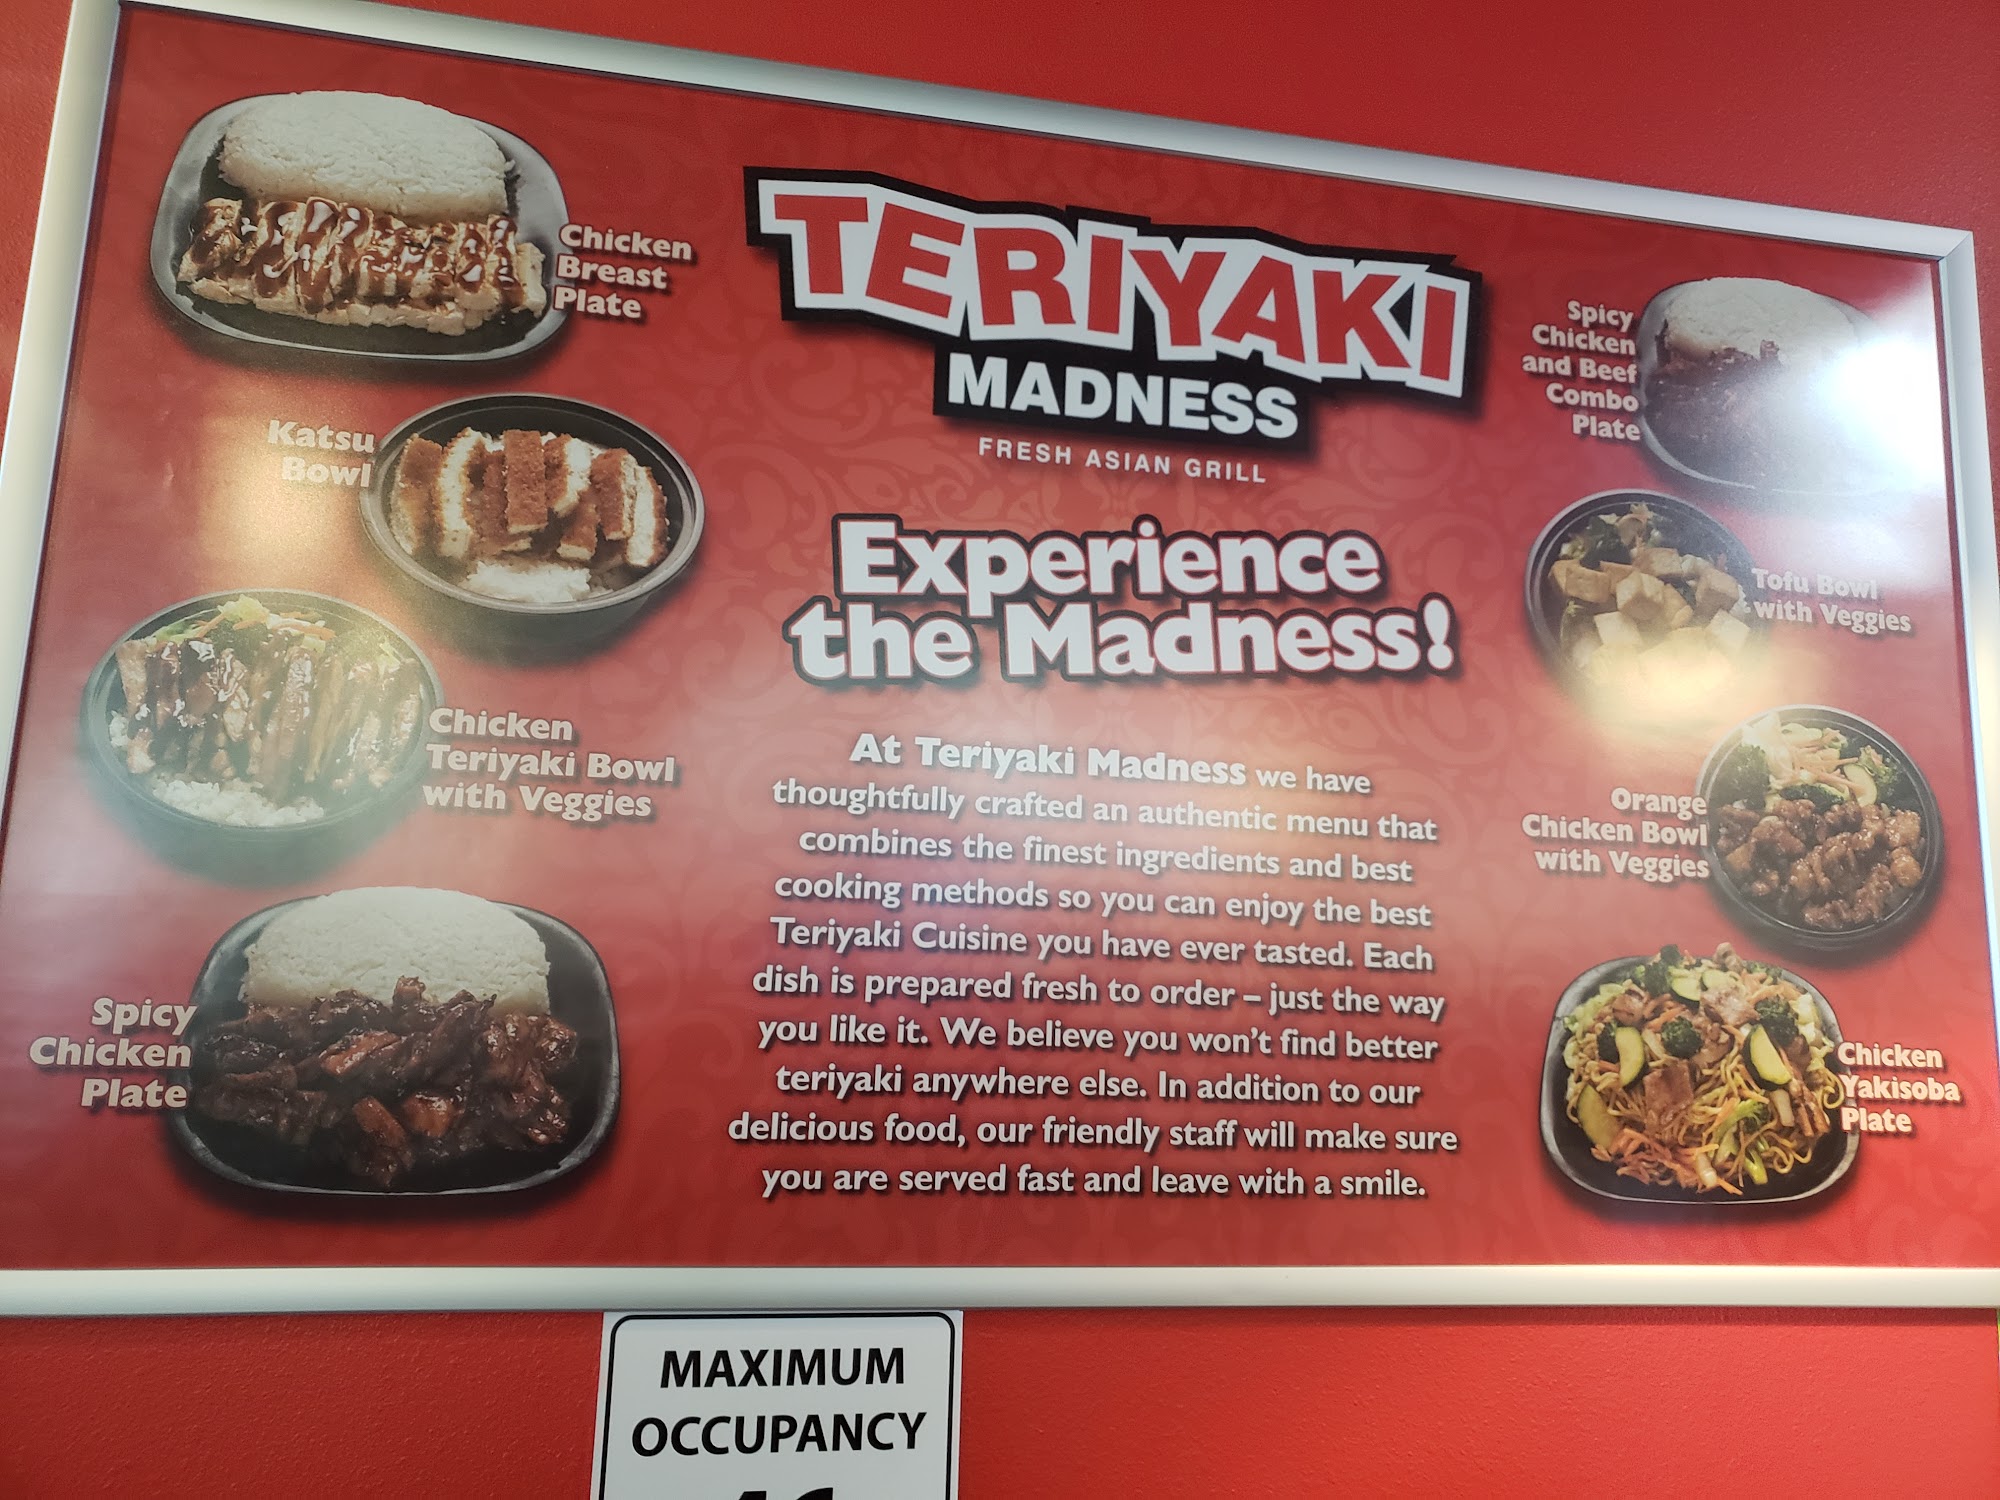 Chicken
Breast
Plate
Katsu
Bowl
Chicken
Teriyaki Bowl
with Veggies
Spicy
Chicken
Plate
TERIYAKI
MADNESS
FRESH ASIAN GRILL
Experience
the Madness!
At Teriyaki Madness we have
thoughtfully crafted an authentic menu that
combines the finest ingredients and best
cooking methods so you can enjoy the best
Teriyaki Cuisine you have ever tasted. Each
dish is prepared fresh to order – just the way
you like it. We believe you won't find better
teriyaki anywhere else. In addition to our
delicious food, our friendly staff will make sure
you are served fast and leave with a smile.
Spicy
Chicken
and Beef
Combo
Plate
Tofu Bowl
with Veggies
Orange
Chicken Bowl
with Veggies
Chicken
Yakisoba
Plate
MAXIMUM
OCCUPANCY